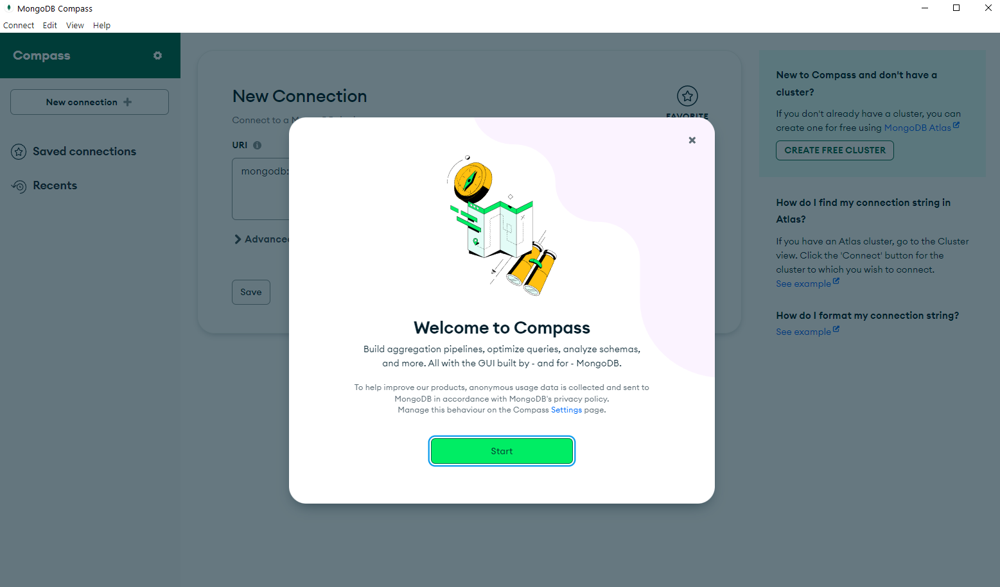 MongoDB Compass
Connect Edit View Help
Compass
New connection
Saved connections
Recents
New Connection
FAVORITE
Connect to a
URI
mongodb:
Advanced
Save
Welcome to Compass
Build aggregation pipelines, optimize queries, analyze schemas,
and more. All with the GUI built by - and for - MongoDB.
To help improve our products, anonymous usage data is collected and sent to
MongoDB in accordance with MongoDB's privacy policy.
Manage this behaviour on the Compass Settings page.
Start
New to Compass and don't have a
cluster?
If you don't already have a cluster, you can
create one for free using MongoDB Atlas
CREATE FREE CLUSTER
How do I find my connection string in
Atlas?
If you have an Atlas cluster, go to the Cluster
view. Click the 'Connect' button for the
cluster to which you wish to connect.
See example
How do I format my connection string?
See example